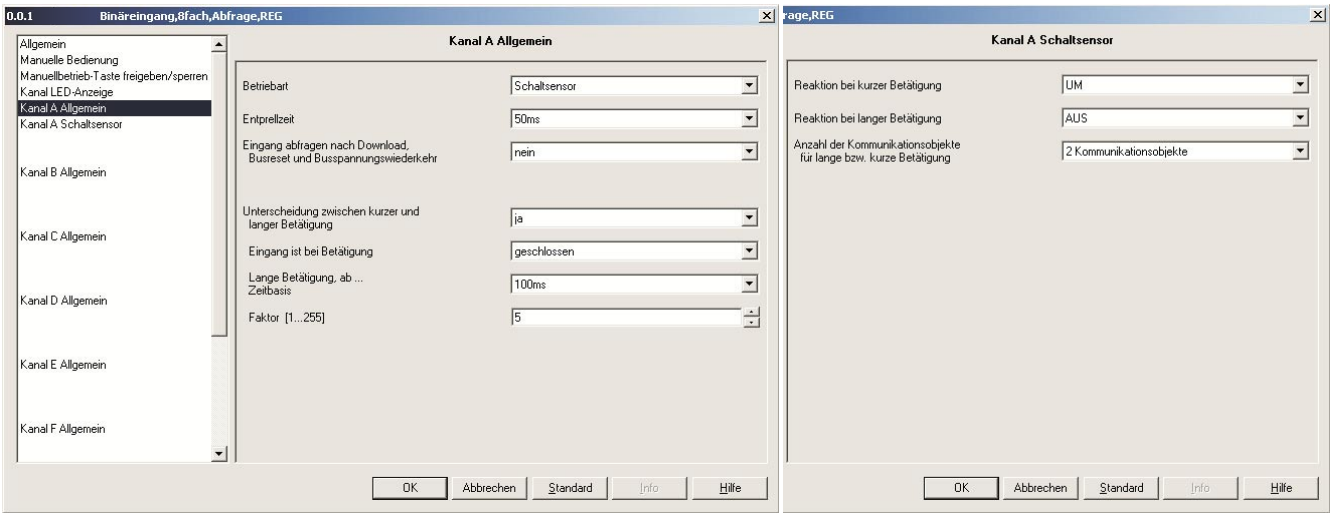 0.0.1 Binäreingang,8fach,Abfrage,REG
Allgemein
Manuelle Bedienung
Manuellbetrieb-Taste freigeben/sperren
Kanal LED-Anzeige
Kanal A Allgemein
Kanal A Schaltsensor
Kanal B Allgemein
Kanal C Allgemein
Kanal D Allgemein
Kanal E Allgemein
Kanal F Allgemein
Kanal A Allgemein
Betriebart Schaltsensor
Entprellzeit 50ms
Eingang abfragen nach Download,
Busreset und Busspannungswiederkehr nein
Unterscheidung zwischen kurzer und
langer Betätigung ja
Eingang ist bei Betätigung geschlossen
Lange Betätigung, ab ...
Zeitbasis 100ms
Faktor [1...255] 5
OK Abbrechen Standard Info Hilfe
rage,REG
Kanal A Schaltsensor
Reaktion bei kurzer Betätigung UM
Reaktion bei langer Betätigung AUS
Anzahl der Kommunikationsobjekte
für lange bzw. kurze Betätigung 2 Kommunikationsobjekte
OK Abbrechen Standard Info Hilfe